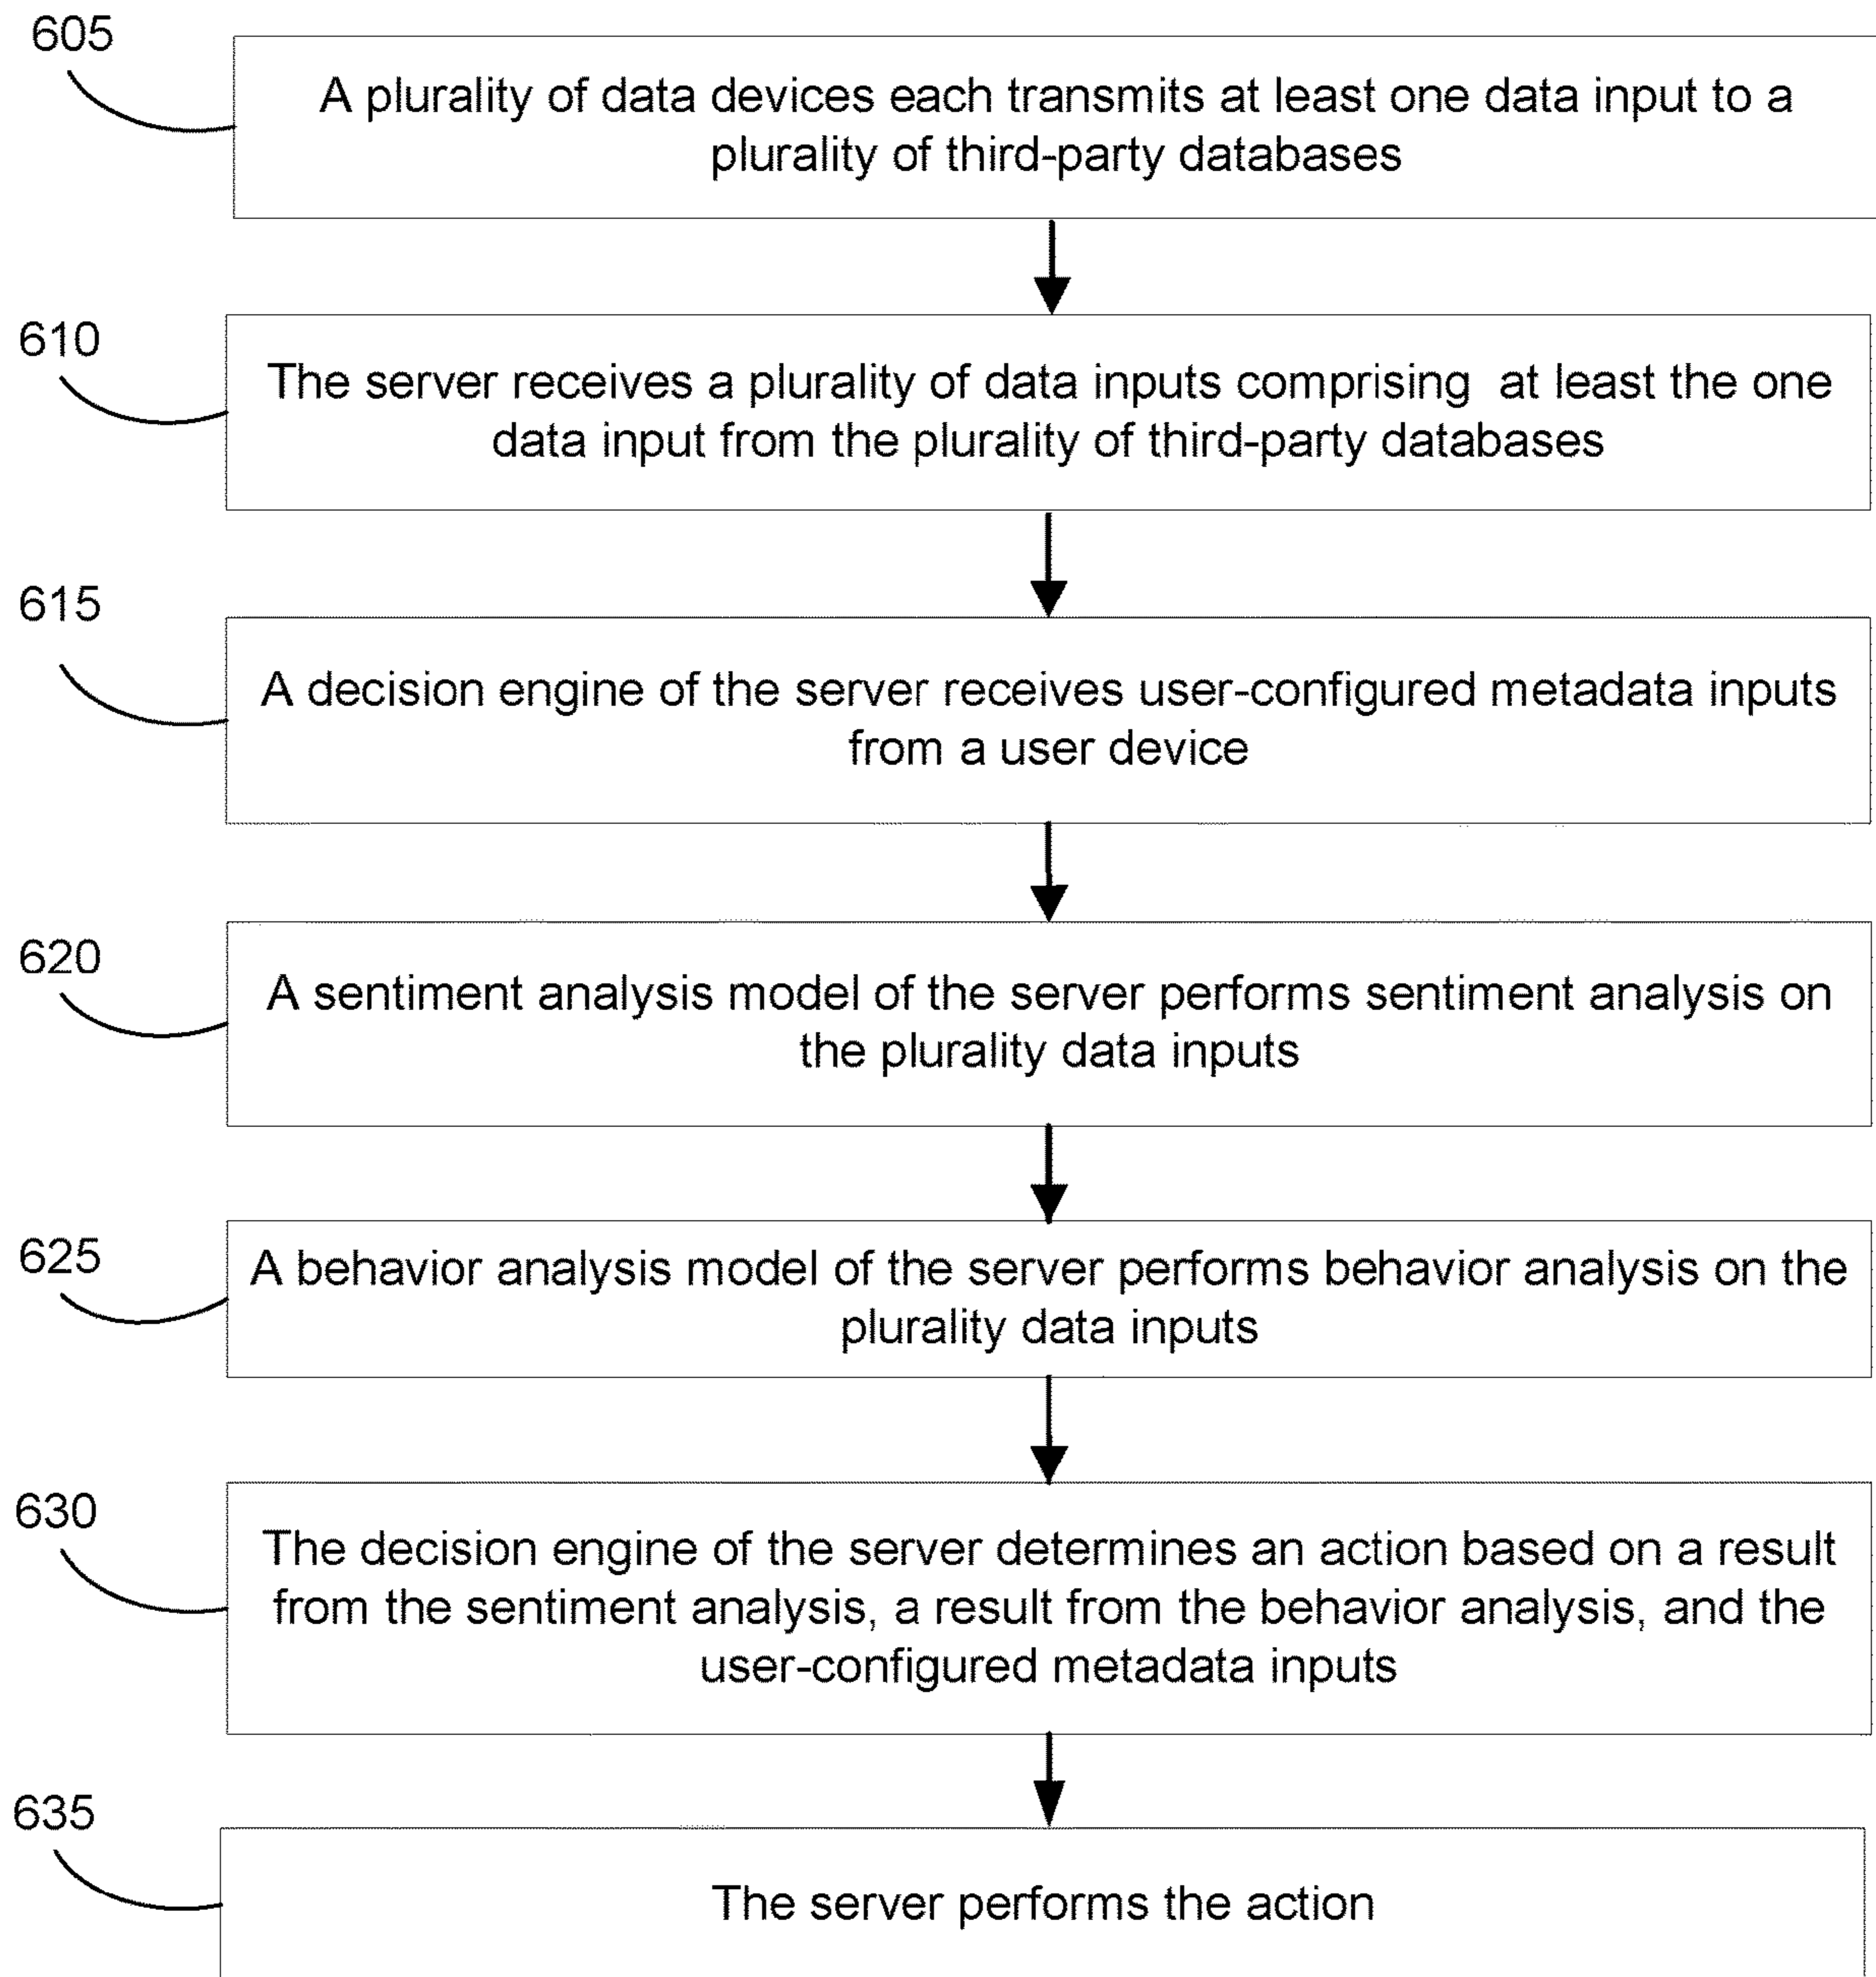 605
A plurality of data devices each transmits at least one data input to a
plurality of third-party databases
610
The server receives a plurality of data inputs comprising at least the one
data input from the plurality of third-party databases
615
A decision engine of the server receives user-configured metadata inputs
from a user device
620
A sentiment analysis model of the server performs sentiment analysis on
the plurality data inputs
625
A behavior analysis model of the server performs behavior analysis on the
plurality data inputs
630
The decision engine of the server determines an action based on a result
from the sentiment analysis, a result from the behavior analysis, and the
user-configured metadata inputs
635
The server performs the action